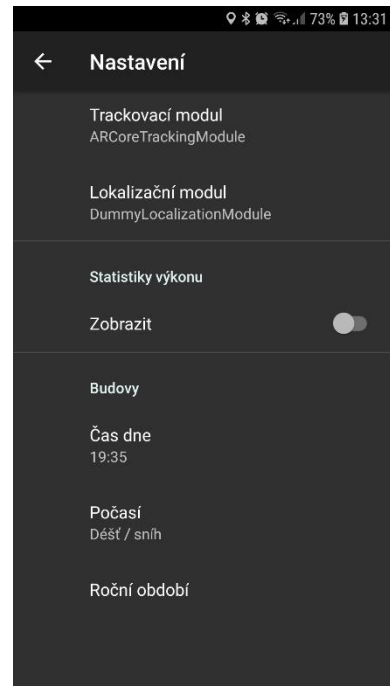 73% 13:31
Nastavení
Trackovací modul
ARCoreTrackingModule
Lokalizační modul
DummyLocalizationModule
Statistiky výkonu
Zobrazit
Budovy
Čas dne
19:35
Počasí
Déšť / sníh
Roční období